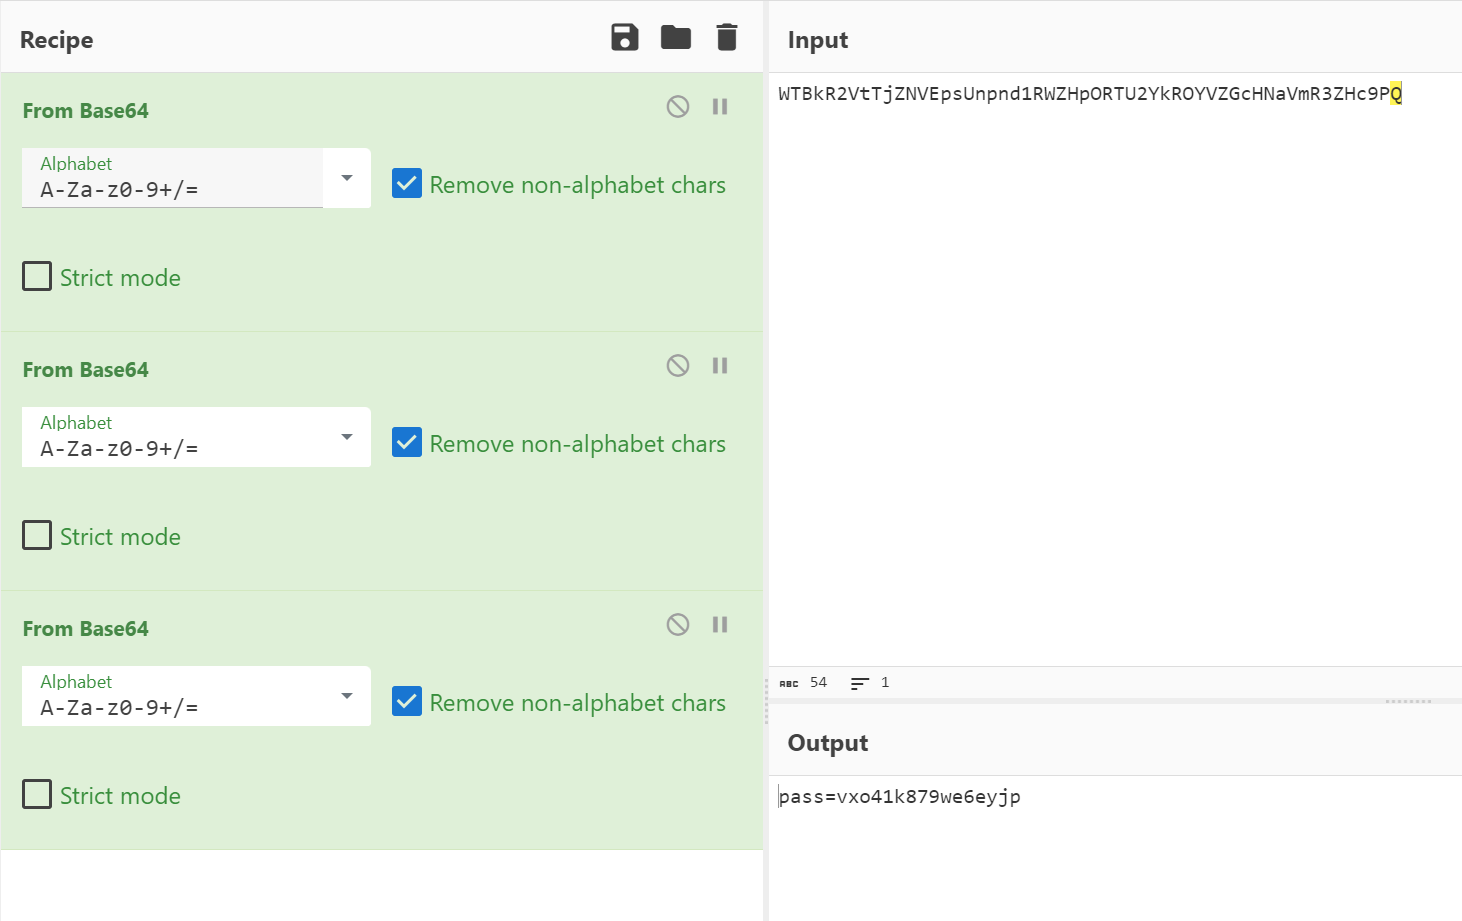 Recipe
From Base64
Alphabet
A-Za-z0-9+/=
Remove non-alphabet chars
Strict mode
From Base64
Alphabet
A-Za-z0-9+/=
Remove non-alphabet chars
Strict mode
From Base64
Alphabet
A-Za-z0-9+/=
Remove non-alphabet chars
Strict mode
Input
WTBkR2VtTjZNVEpsUnpnd1RWZHpORTU2YkROYVZGcHNaVmR3ZHc9PQ
ABC 54 1
Output
pass=vxo41k879we6eyjp